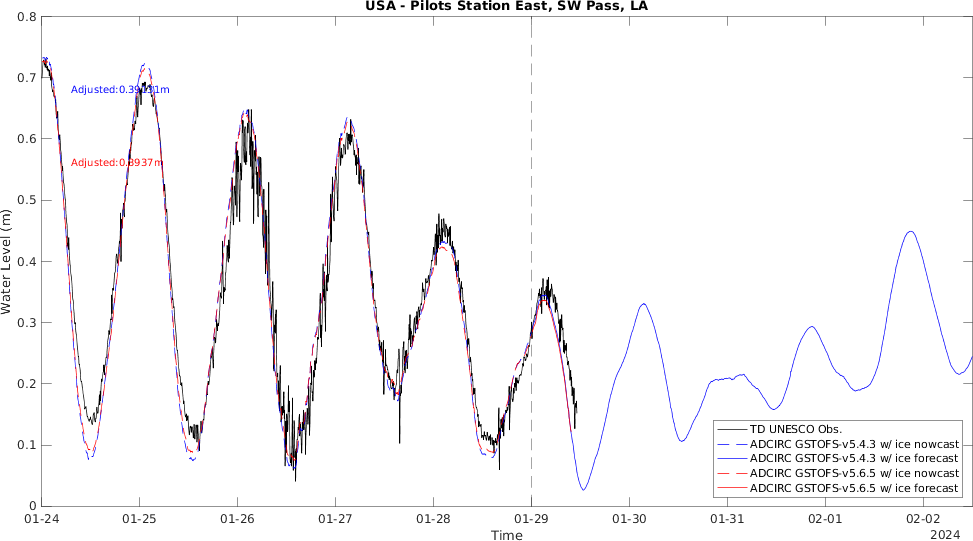 USA - Pilots Station East, SW Pass, LA
0.8
0.7
0.6
0.5
0.4
0.3
0.2
0.1
0
Water Level (m)
Adjusted:0.39131m
Adjusted:0.3937m
TD UNESCO Obs.
ADCIRC GSTOFS-v5.4.3 w/ ice nowcast
ADCIRC GSTOFS-v5.4.3 w/ ice forecast
ADCIRC GSTOFS-v5.6.5 w/ ice nowcast
ADCIRC GSTOFS-v5.6.5 w/ ice forecast
01-24 01-25 01-26 01-27 01-28 01-29 01-30 01-31 02-01 02-02
Time
2024